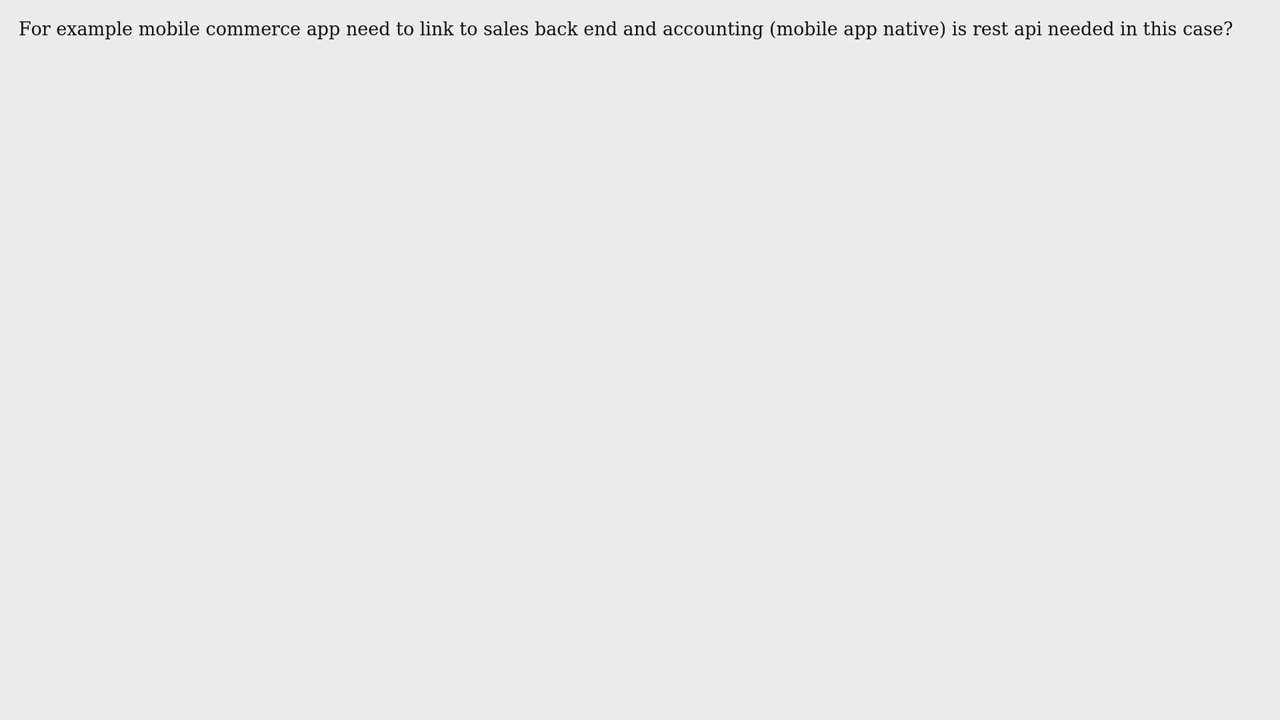 For example mobile commerce app need to link to sales back end and accounting (mobile app native) is rest api needed in this case?